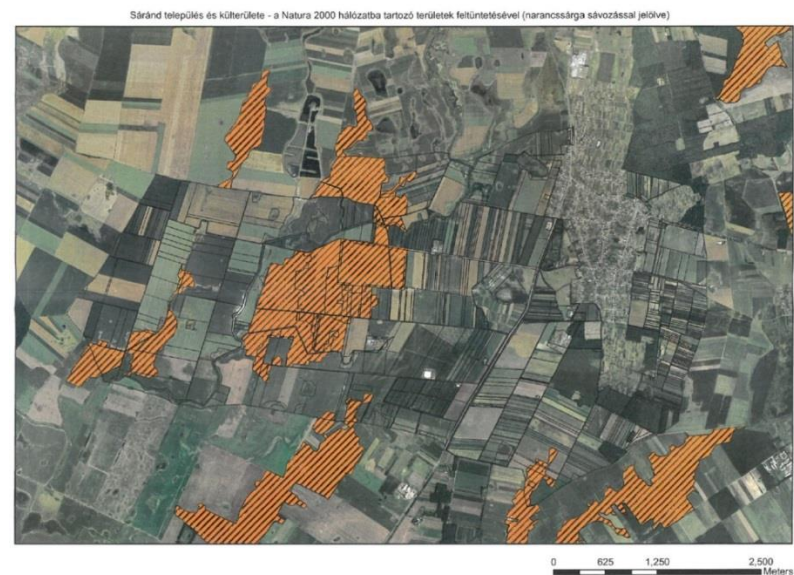 Sáránd település és külterülete - a Natura 2000 hálózatba tartozó területek feltüntetésével (narancssárga sávozással jelölve)
0 625 1,250 2,500
Meters